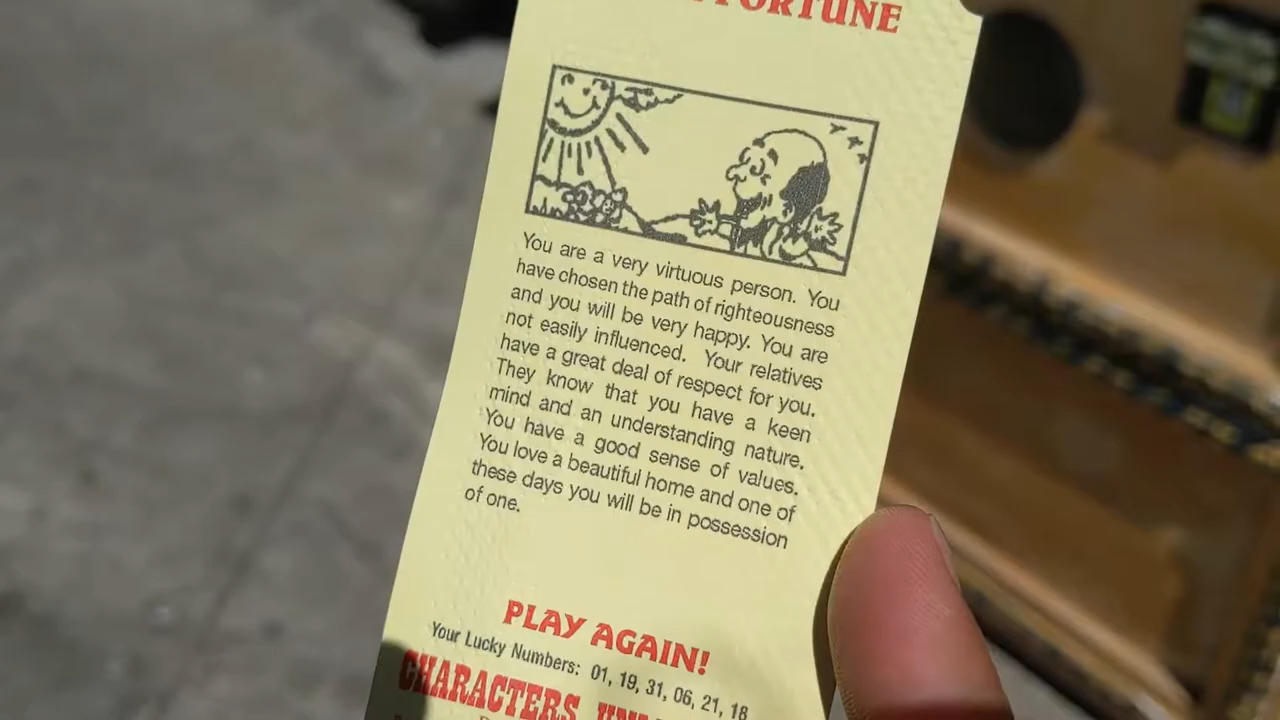 FORTUNE
You are a very virtuous person. You
have chosen the path of righteousness
and you will be very happy. You are
not easily influenced. Your relatives
have a great deal of respect for you.
They know that you have a keen
mind and an understanding nature.
You have a good sense of values.
You love a beautiful home and one of
these days you will be in possession
of one.
PLAY AGAIN!
Your Lucky Numbers: 01, 19, 31, 06, 21, 18
CHARACTERS